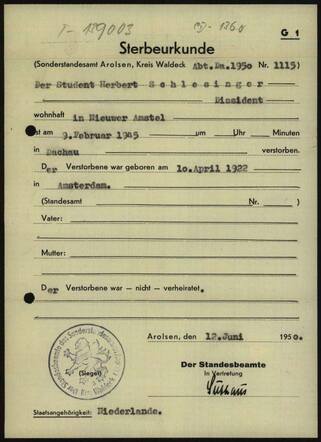 T - 139003
G 1
Sterbeurkunde
(Sonderstandesamt Arolsen, Kreis Waldeck Abt.Da.1950 Nr. 1115)
Der Student Herbert Schlesinger
Dissident
wohnhaft in Nieuwer Amstel
ist am 9.Februar 1945 um Uhr Minuten
in Dachau verstorben.
Der Verstorbene war geboren am 10.April 1922
in Amsterdam.
(Standesamt Nr. )
Vater:
Mutter:
Der Verstorbene war — nicht — verheiratet.
Arolsen, den 12.Juni 1950.
(Siegel)
Der Standesbeamte
In Vertretung
Staatsangehörigkeit: Niederlande.